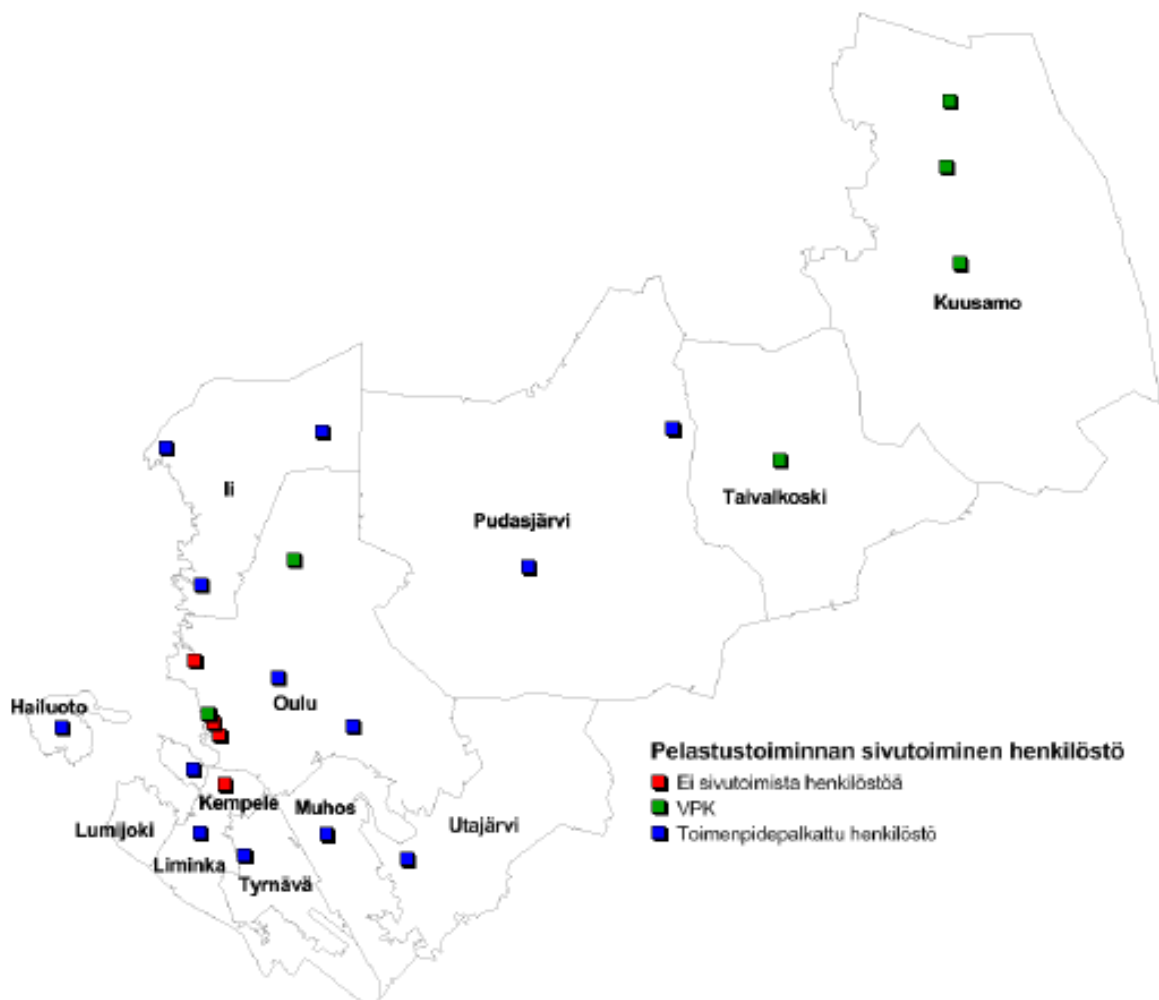 Kuusamo
Taivalkoski
Ii
Pudasjärvi
Hailuoto
Oulu
Kempele
Muhos
Lumijoki
Utajärvi
Liminka
Tyrnävä
Pelastustoiminnan sivutoiminen henkilöstö
Ei sivutoimista henkilöstöä
VPK
Toimenpidepalkattu henkilöstö